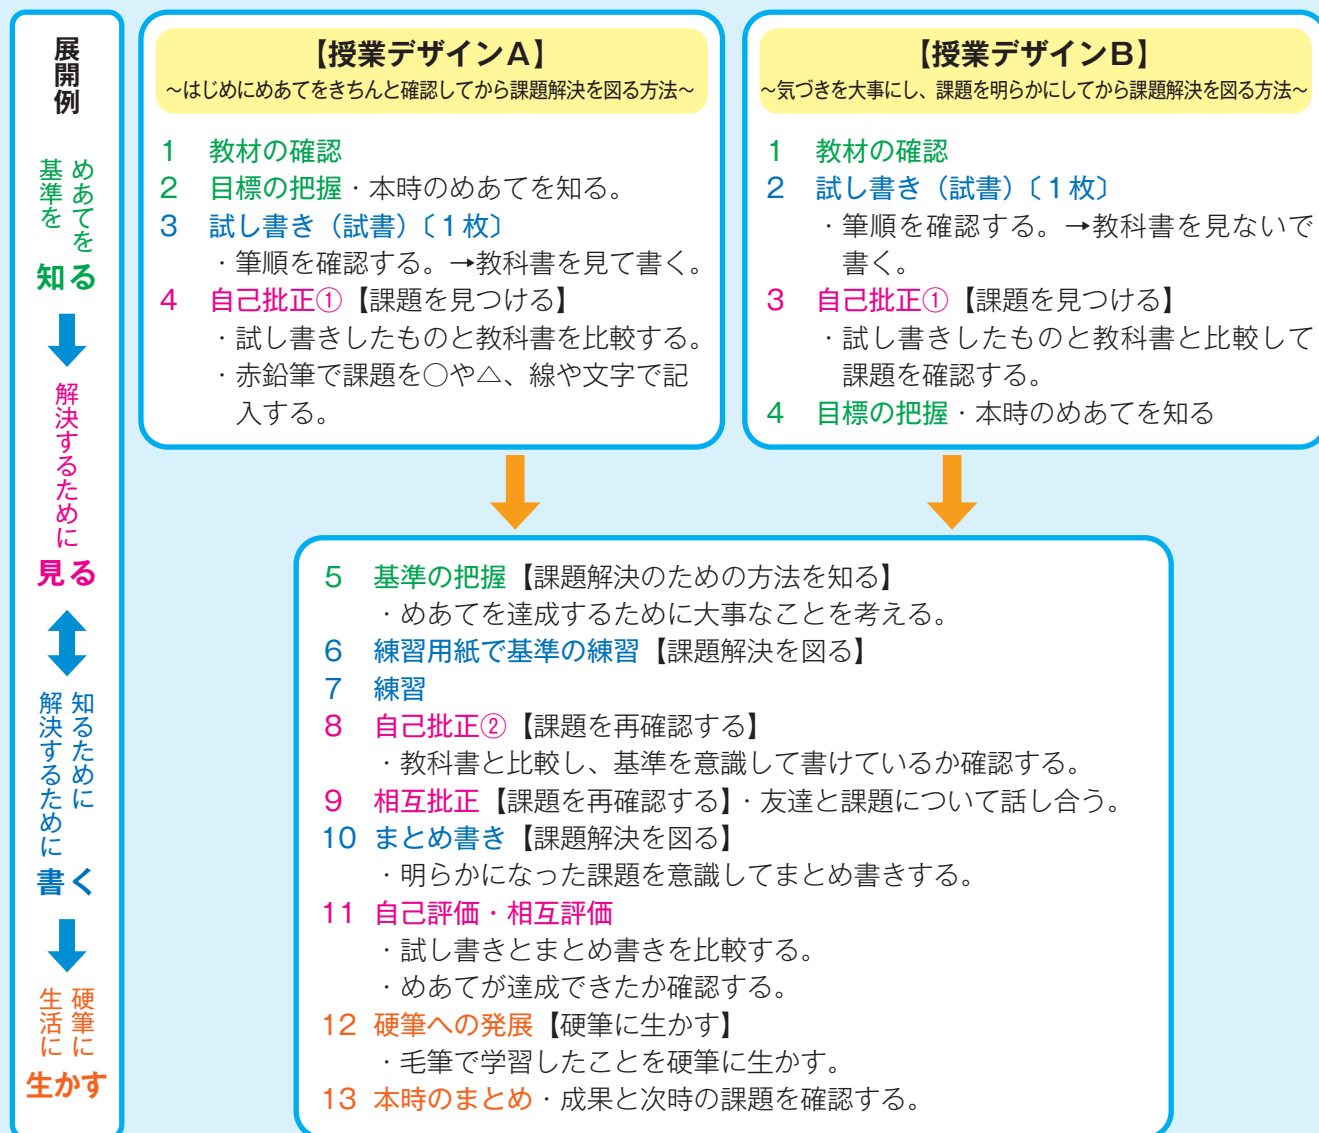 展開例
めあてを
基準を
知る
解決するために
見る
知るために
解決するために
書く
硬筆に
生活に
生かす
【授業デザインA】
～はじめにめあてをきちんと確認してから課題解決を図る方法～
1 教材の確認
2 目標の把握・本時のめあてを知る。
3 試し書き（試書）〔1枚〕
・筆順を確認する。→教科書を見て書く。
4 自己批正①【課題を見つける】
・試し書きしたものと教科書を比較する。
・赤鉛筆で課題を○や△、線や文字で記
入する。
【授業デザインB】
～気づきを大事にし、課題を明らかにしてから課題解決を図る方法～
1 教材の確認
2 試し書き（試書）〔1枚〕
・筆順を確認する。→教科書を見ないで
書く。
3 自己批正①【課題を見つける】
・試し書きしたものと教科書と比較して
課題を確認する。
4 目標の把握・本時のめあてを知る
5 基準の把握【課題解決のための方法を知る】
・めあてを達成するために大事なことを考える。
6 練習用紙で基準の練習【課題解決を図る】
7 練習
8 自己批正②【課題を再確認する】
・教科書と比較し、基準を意識して書けているか確認する。
9 相互批正【課題を再確認する】・友達と課題について話し合う。
10 まとめ書き【課題解決を図る】
・明らかになった課題を意識してまとめ書きする。
11 自己評価・相互評価
・試し書きとまとめ書きを比較する。
・めあてが達成できたか確認する。
12 硬筆への発展【硬筆に生かす】
・毛筆で学習したことを硬筆に生かす。
13 本時のまとめ・成果と次時の課題を確認する。